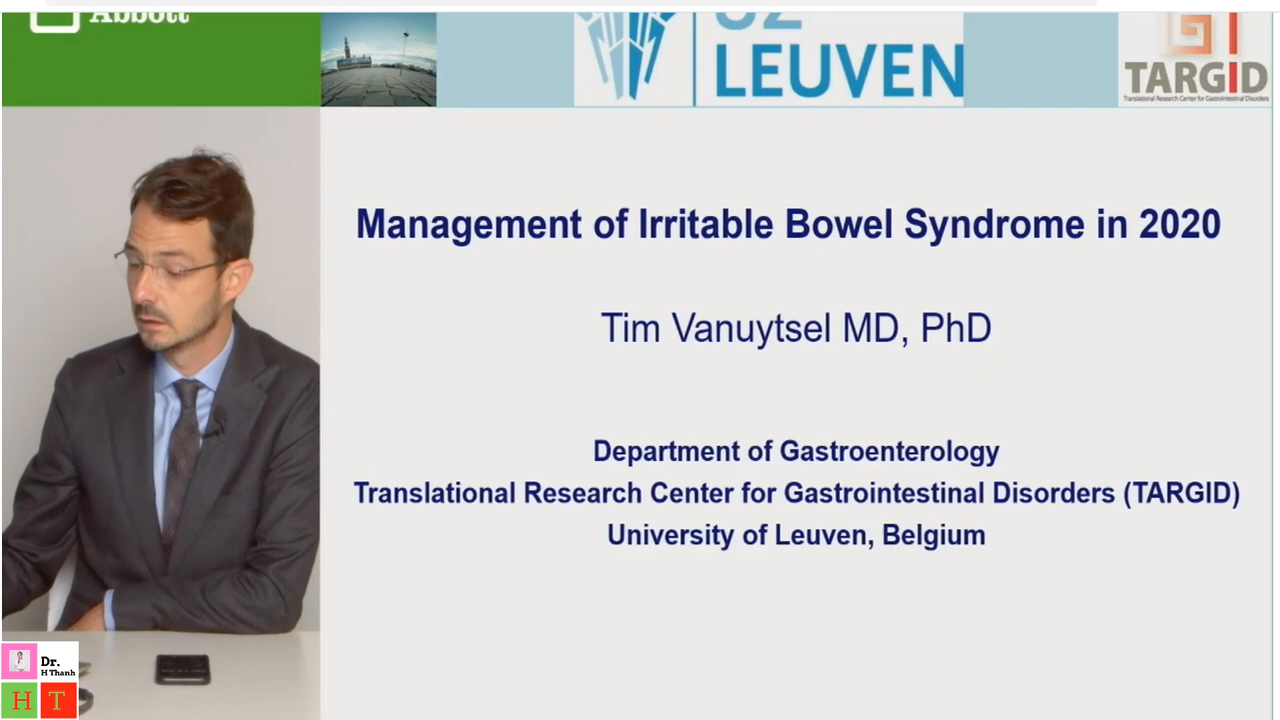 Abbott
UZ
LEUVEN
TARGID
Translational Research Center for Gastrointestinal Disorders
Management of Irritable Bowel Syndrome in 2020
Tim Vanuytsel MD, PhD
Department of Gastroenterology
Translational Research Center for Gastrointestinal Disorders (TARGID)
University of Leuven, Belgium
Dr.
H Thanh
H T